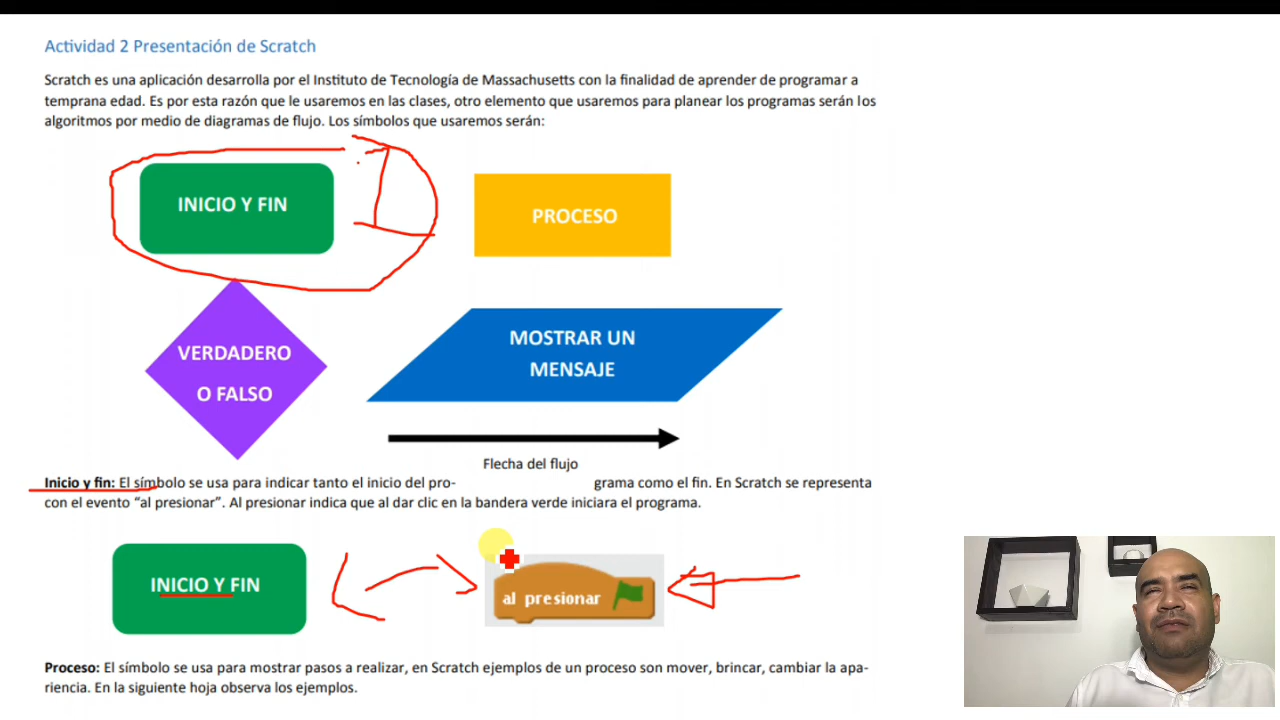 Actividad 2 Presentación de Scratch
Scratch es una aplicación desarrolla por el Instituto de Tecnología de Massachusetts con la finalidad de aprender de programar a
temprana edad. Es por esta razón que le usaremos en las clases, otro elemento que usaremos para planear los programas serán los
algoritmos por medio de diagramas de flujo. Los símbolos que usaremos serán:
INICIO Y FIN
PROCESO
VERDADERO
O FALSO
MOSTRAR UN
MENSAJE
Flecha del flujo
Inicio y fin: El símbolo se usa para indicar tanto el inicio del pro- grama como el fin. En Scratch se representa
con el evento “al presionar”. Al presionar indica que al dar clic en la bandera verde iniciara el programa.
INICIO Y FIN
al presionar
Proceso: El símbolo se usa para mostrar pasos a realizar, en Scratch ejemplos de un proceso son mover, brincar, cambiar la apa-
riencia. En la siguiente hoja observa los ejemplos.